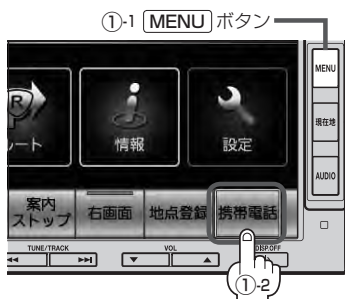 ①-1 MENU ボタン
MENU
現在地
AUDIO
R
ート
情報
設定
案内
ストップ
右画面
地点登録
携帯電話
TUNE/TRACK
VOL
DISP.OFF
①-2